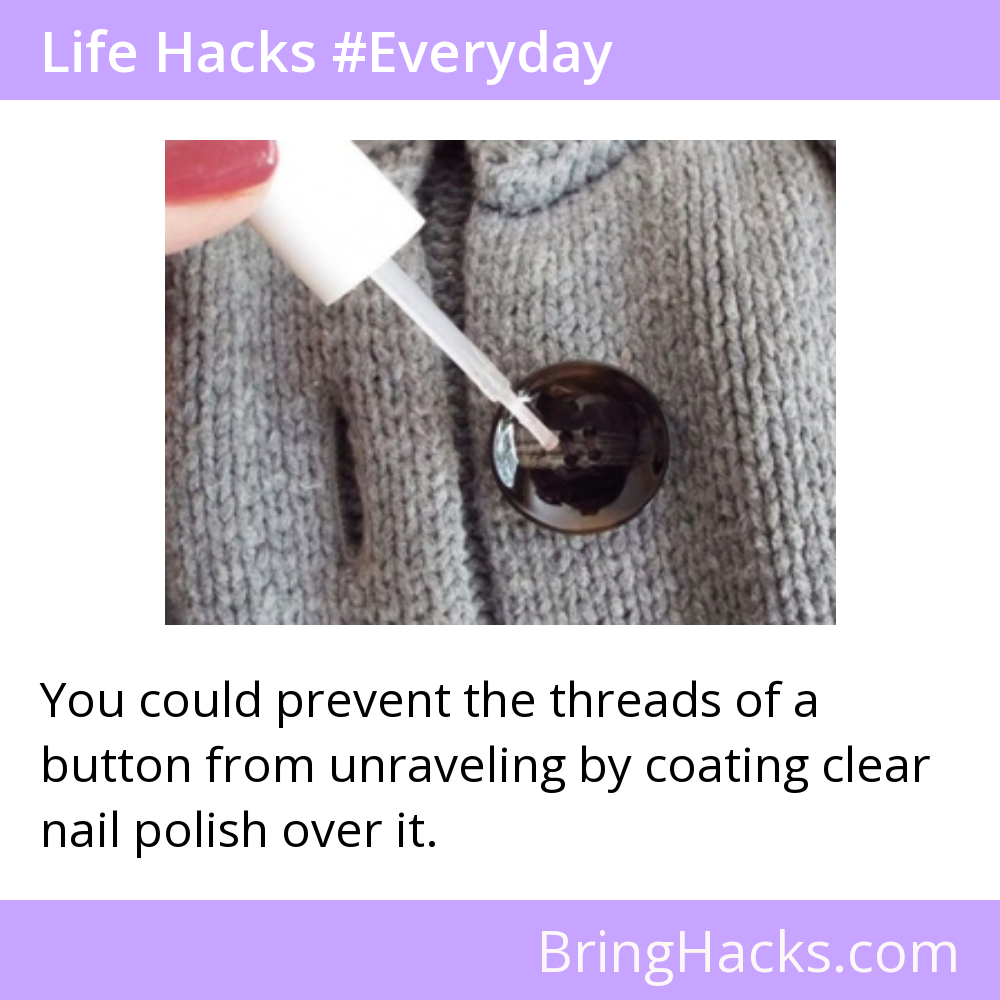 Life Hacks #Everyday
You could prevent the threads of a
button from unraveling by coating clear
nail polish over it.
BringHacks.com